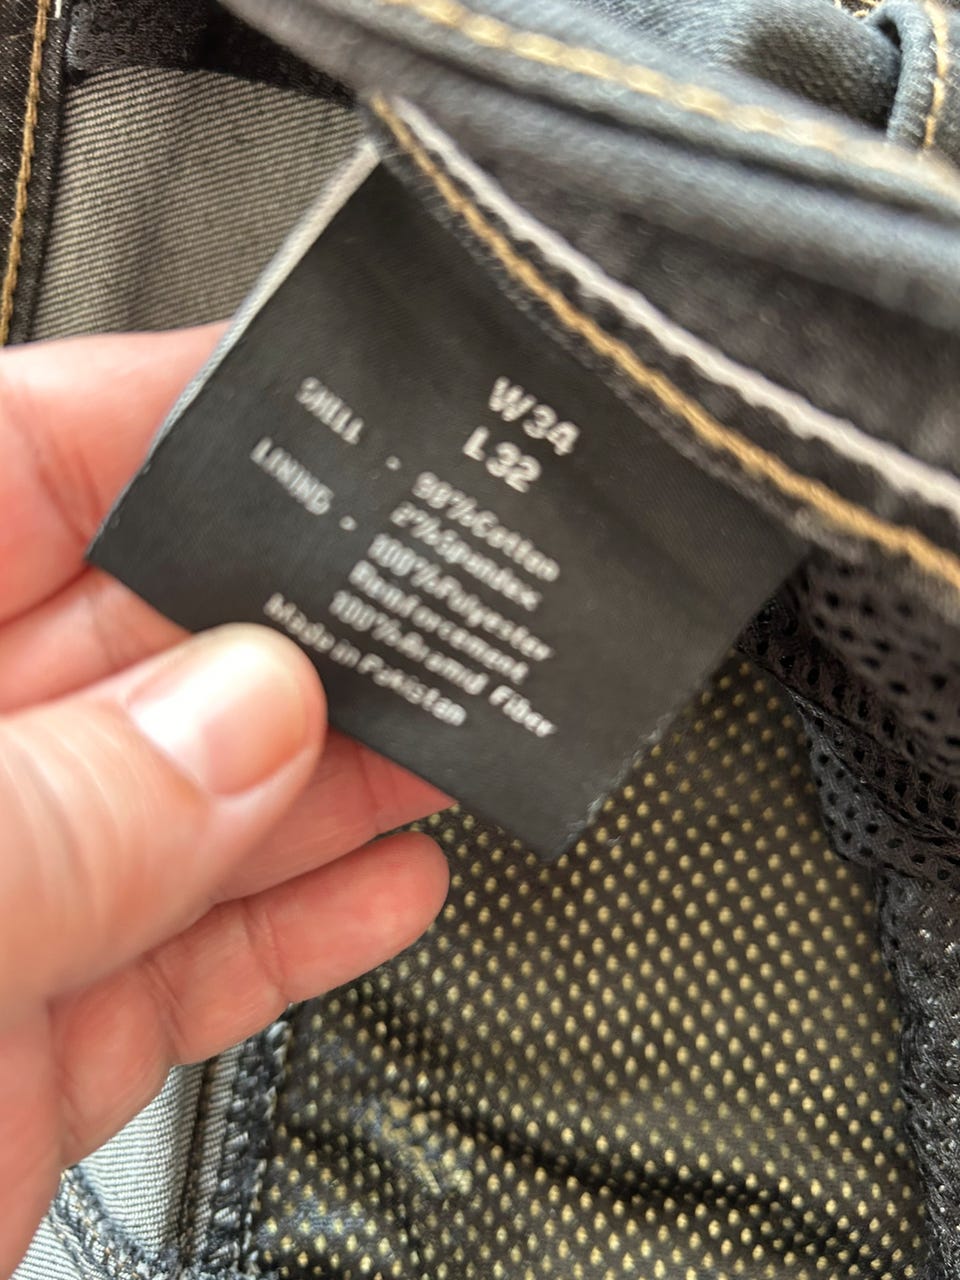 W34
L32
SHELL - 98%Cotton
2%Spandex
LINING - 100%Polyester
Reinforcement
100%Aramid Fiber
Made in Pakistan